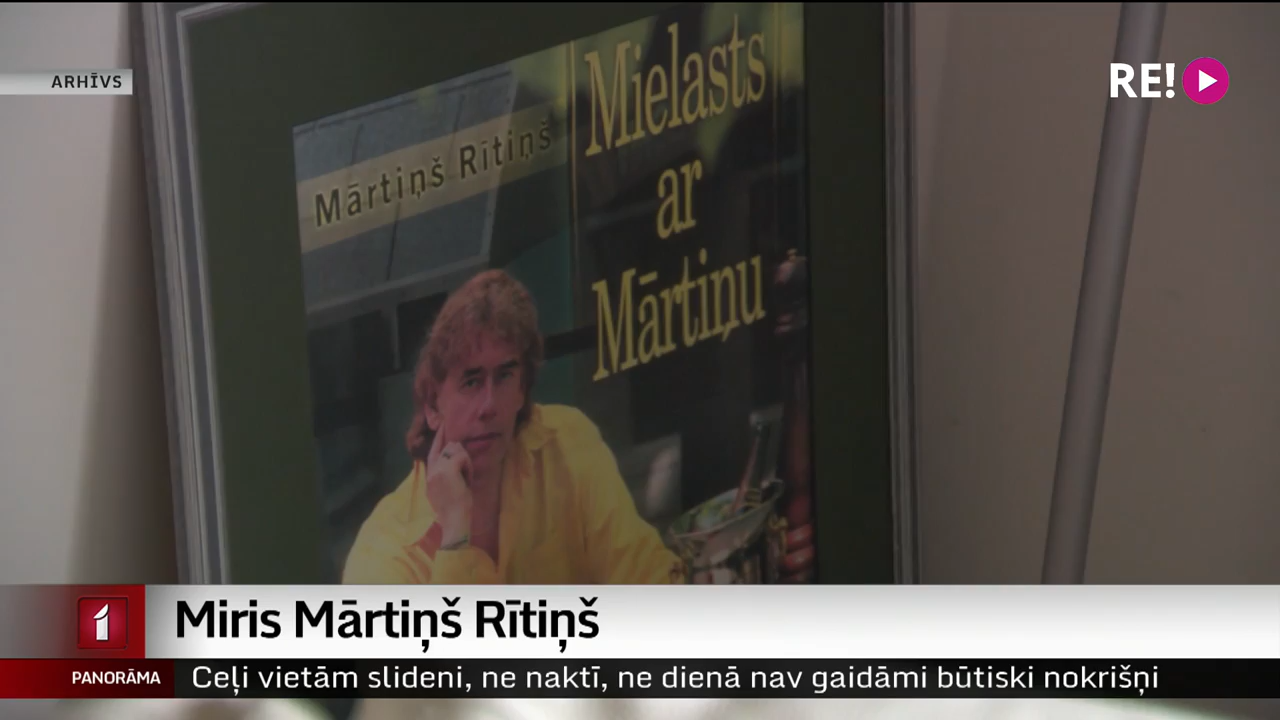 ARHĪVS
RE!
Mārtiņš Rītiņš
Mielasts
ar
Mārtiņu
1
Miris Mārtiņš Rītiņš
PANORĀMA
Ceļi vietām slideni, ne naktī, ne dienā nav gaidāmi būtiski nokrišņi